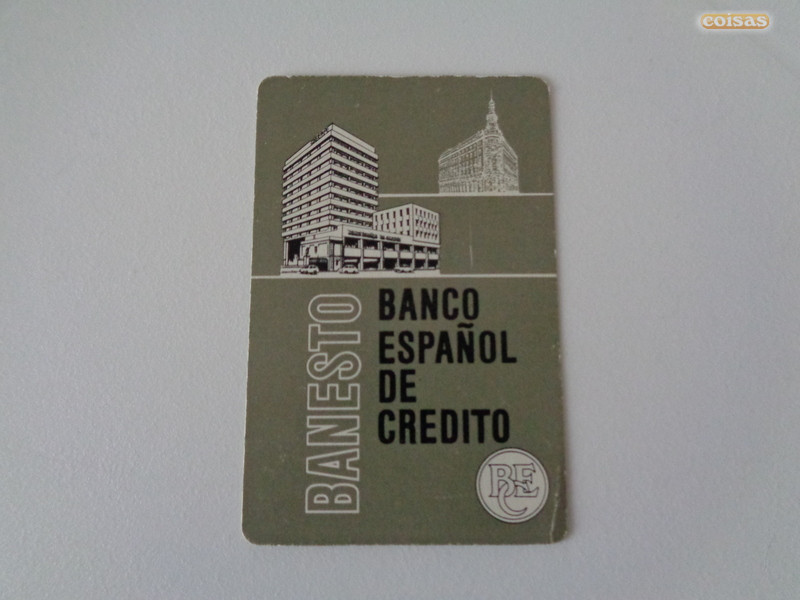 coisas
BANESTO
BANCO
ESPAÑOL
DE
CREDITO
BEC